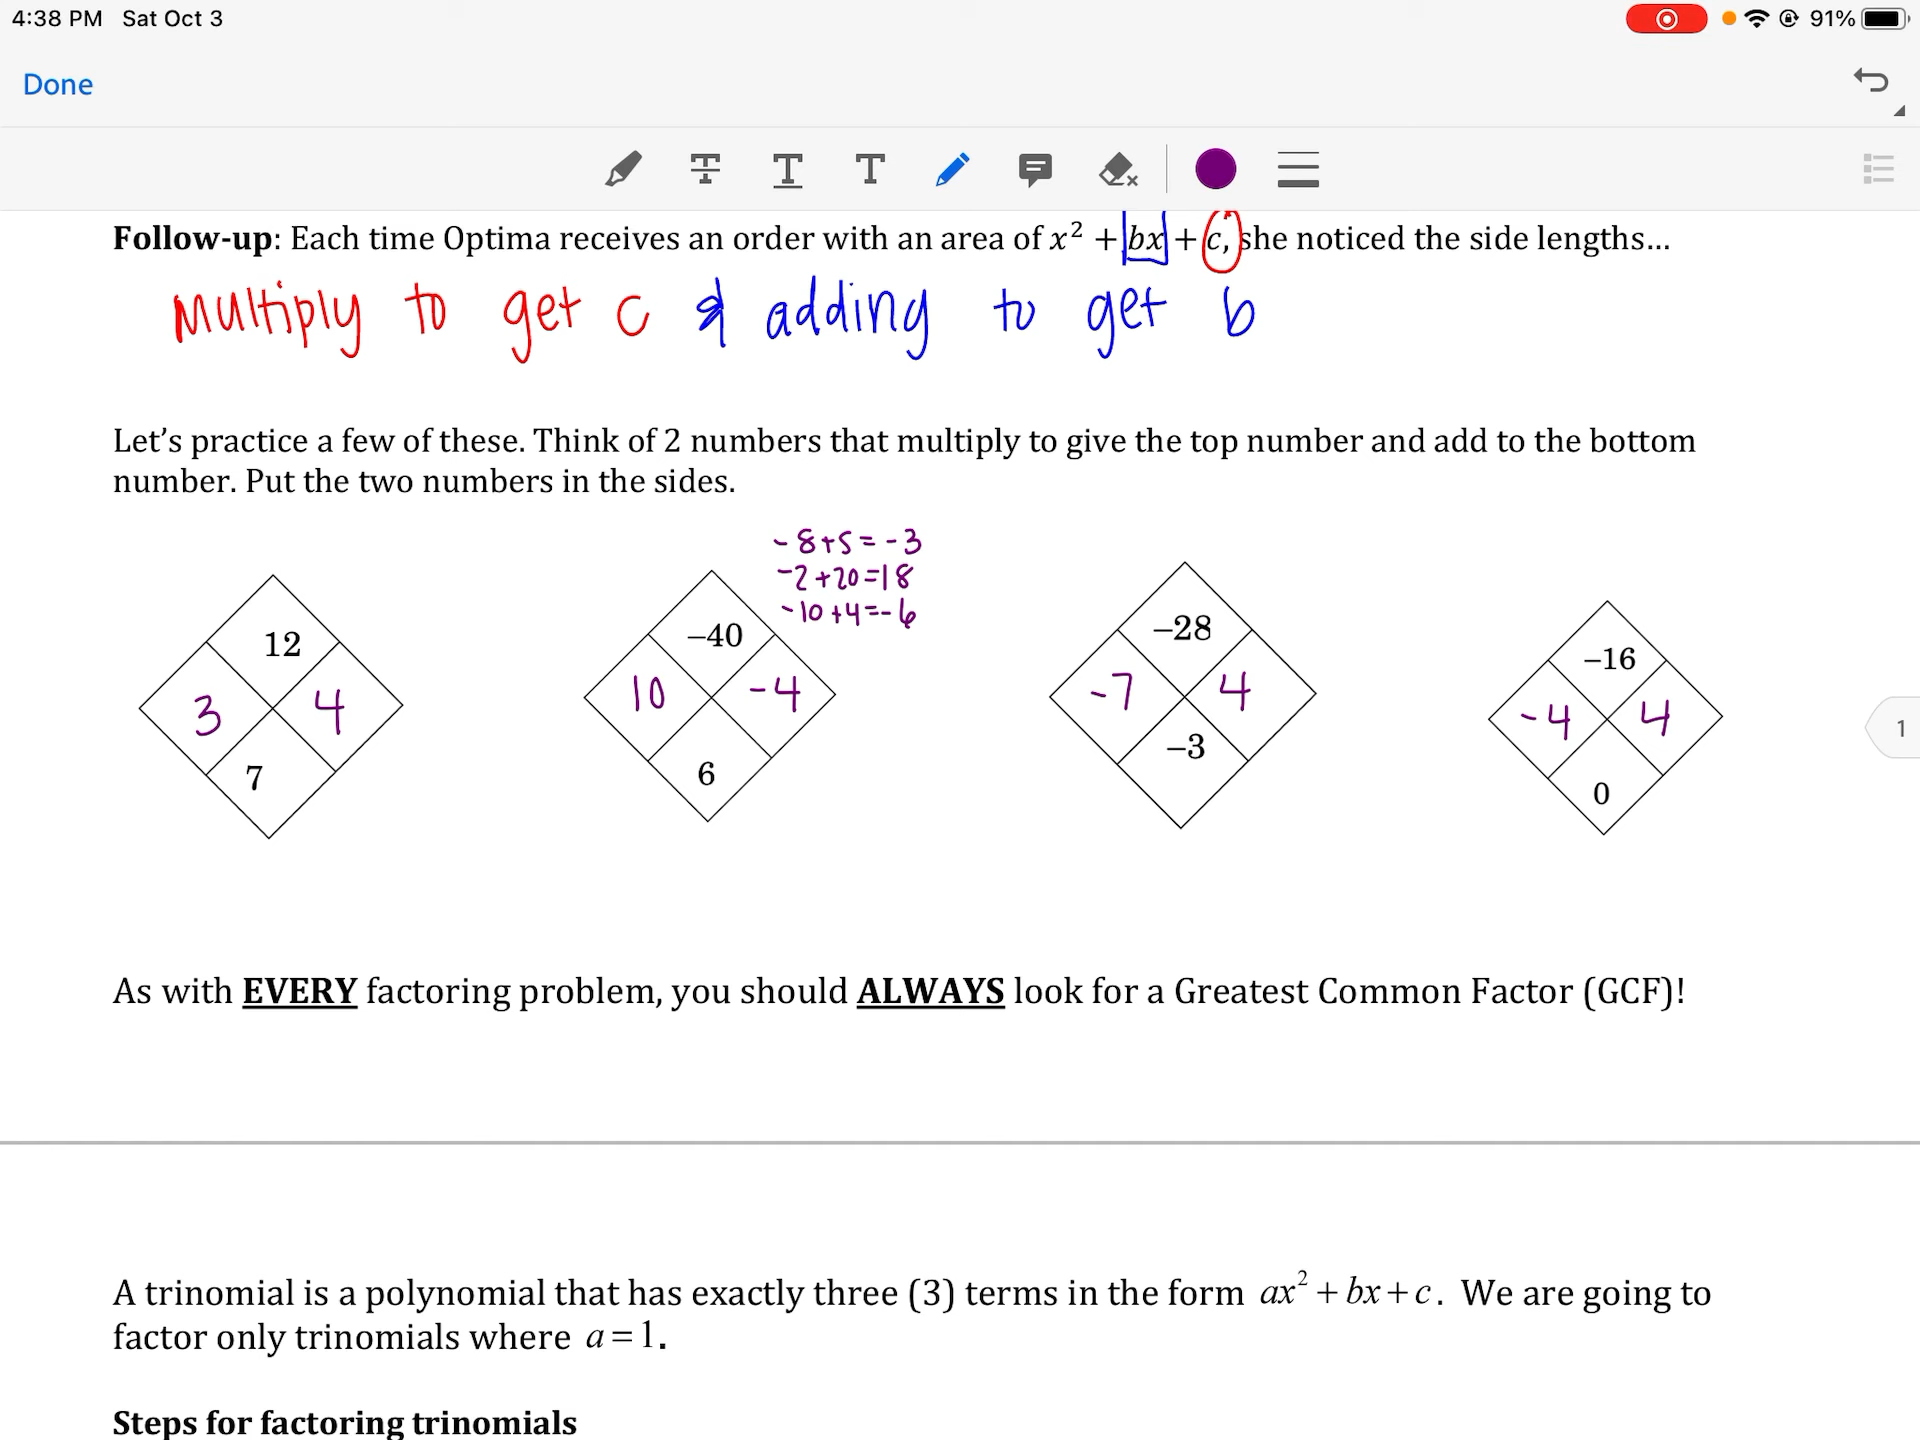 4:38 PM Sat Oct 3
91%
Done
Follow-up: Each time Optima receives an order with an area of x² + bx + c, she noticed the side lengths...
Multiply to get c & adding to get b
Let's practice a few of these. Think of 2 numbers that multiply to give the top number and add to the bottom
number. Put the two numbers in the sides.
-8+5=-3
-2+20=18
-10+4=-6
12
3 4
7
–40
10 -4
6
–28
-7 4
–3
–16
-4 4
0
1
As with EVERY factoring problem, you should ALWAYS look for a Greatest Common Factor (GCF)!
A trinomial is a polynomial that has exactly three (3) terms in the form ax² + bx + c. We are going to
factor only trinomials where a = 1.
Steps for factoring trinomials